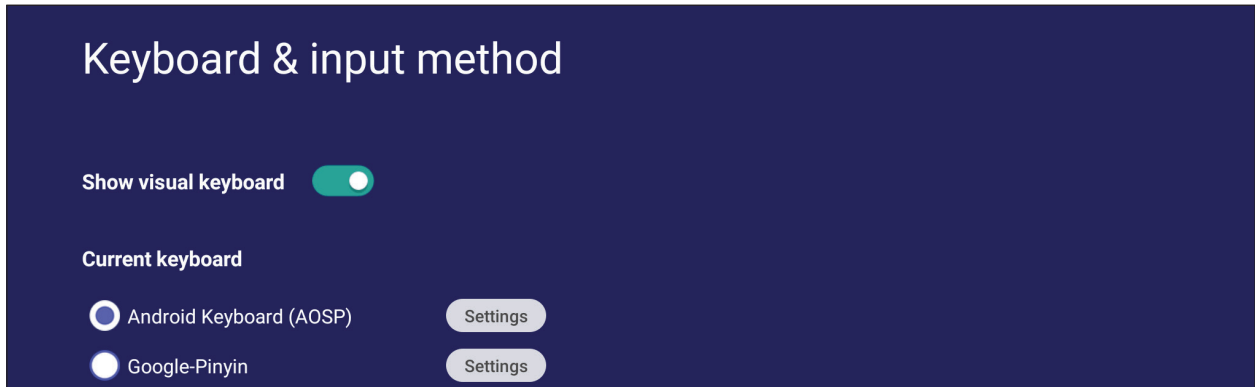 Keyboard & input method
Show visual keyboard
Current keyboard
Android Keyboard (AOSP) Settings
Google-Pinyin Settings